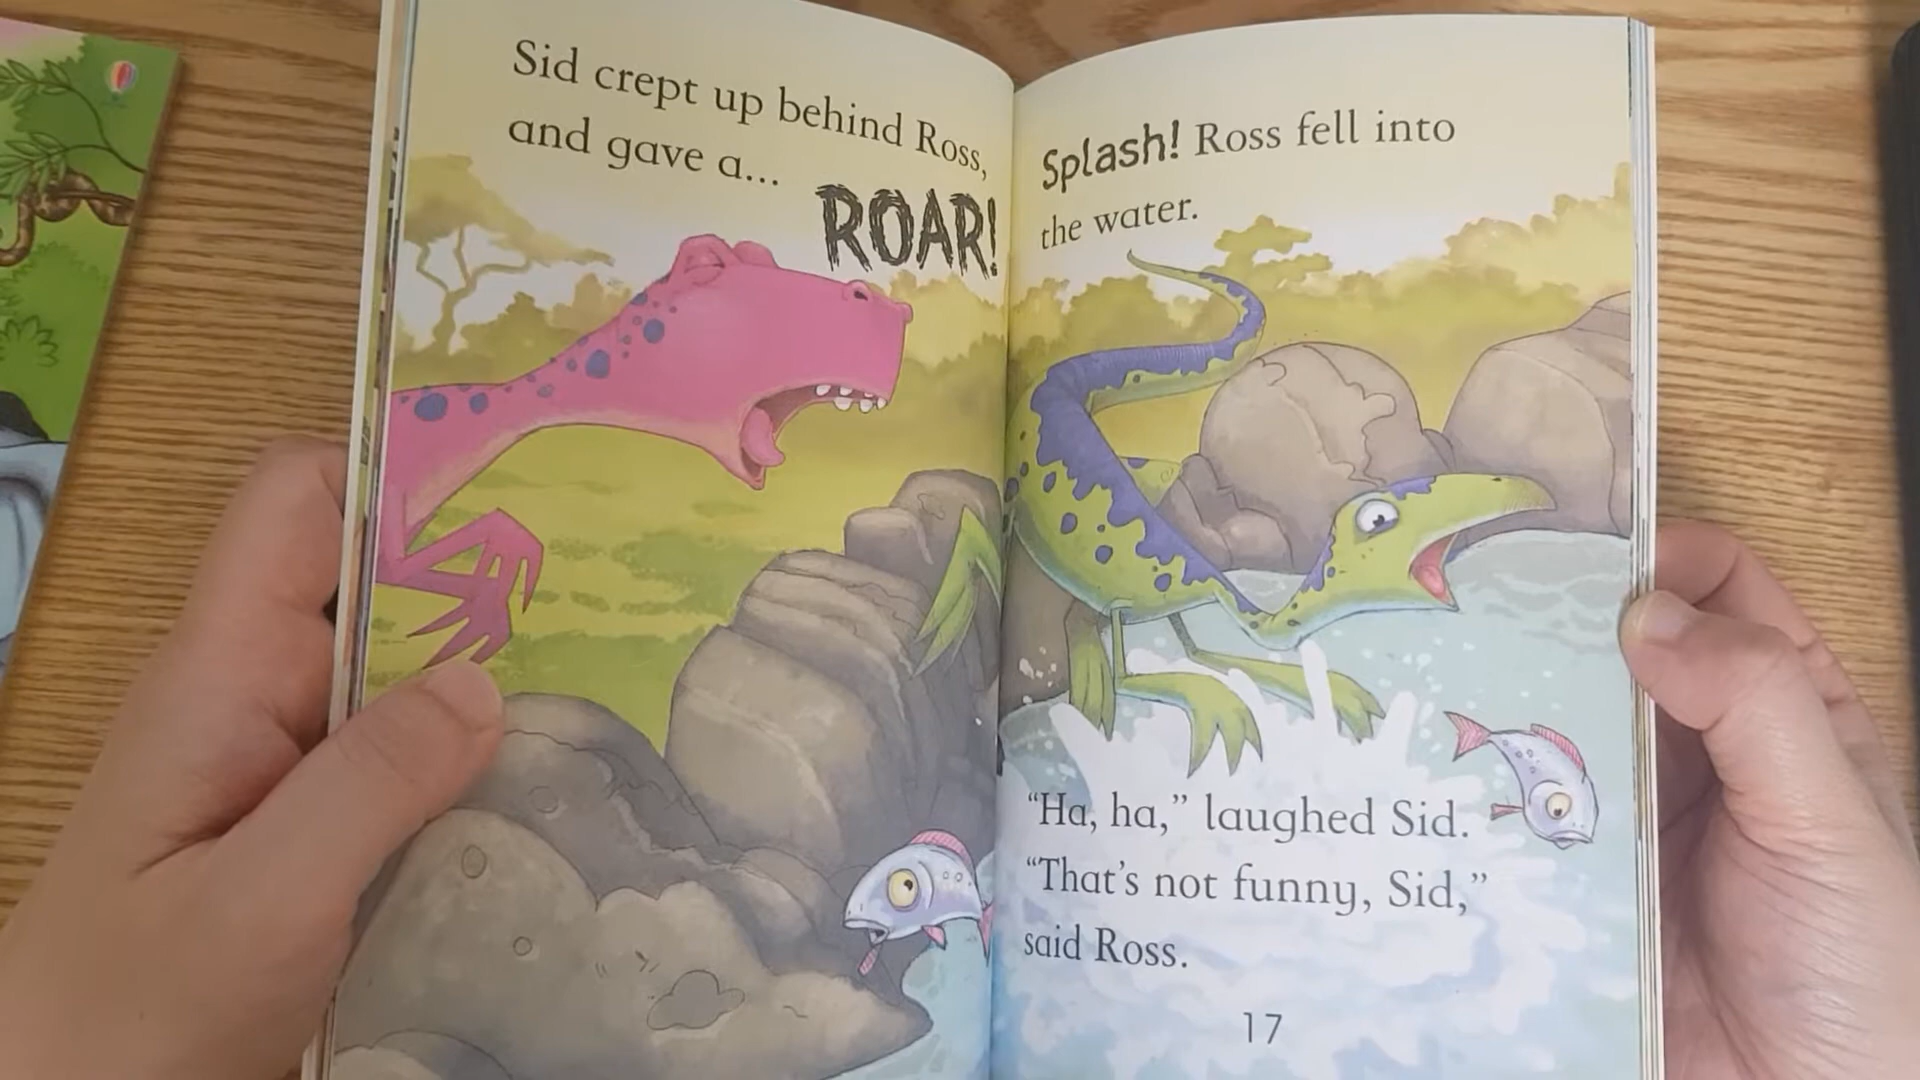 Sid crept up behind Ross,
and gave a...
ROAR!
Splash! Ross fell into
the water.
“Ha, ha,” laughed Sid.
“That’s not funny, Sid,”
said Ross.
17